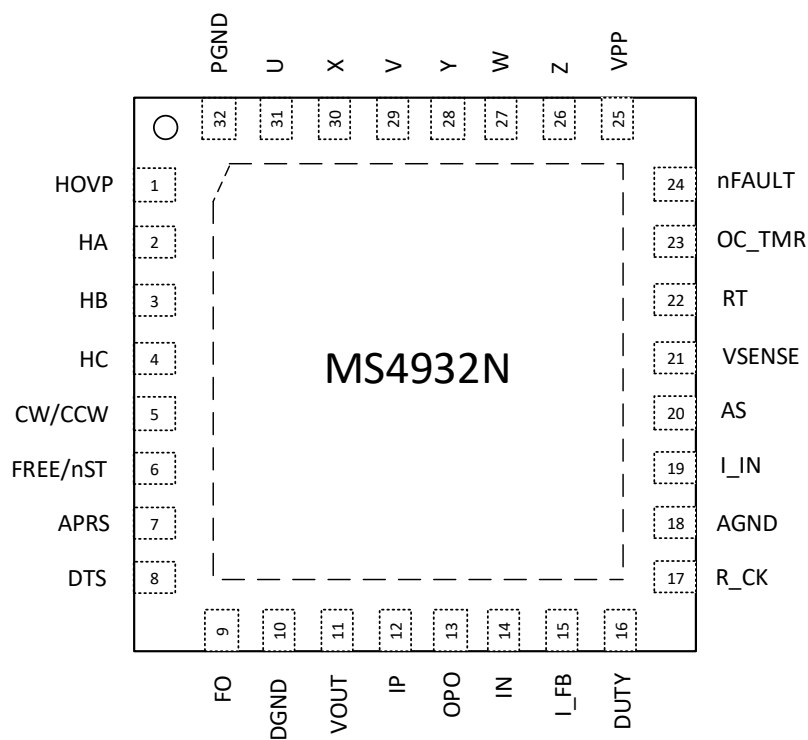 PGND
U
X
V
Y
W
Z
VPP
32
31
30
29
28
27
26
25
HOVP 1
24 nFAULT
HA 2
23 OC_TMR
HB 3
22 RT
HC 4
21 VSENSE
MS4932N
CW/CCW 5
20 AS
FREE/nST 6
19 I_IN
APRS 7
18 AGND
DTS 8
17 R_CK
9
10
11
12
13
14
15
16
FO
DGND
VOUT
IP
OPO
IN
I_FB
DUTY